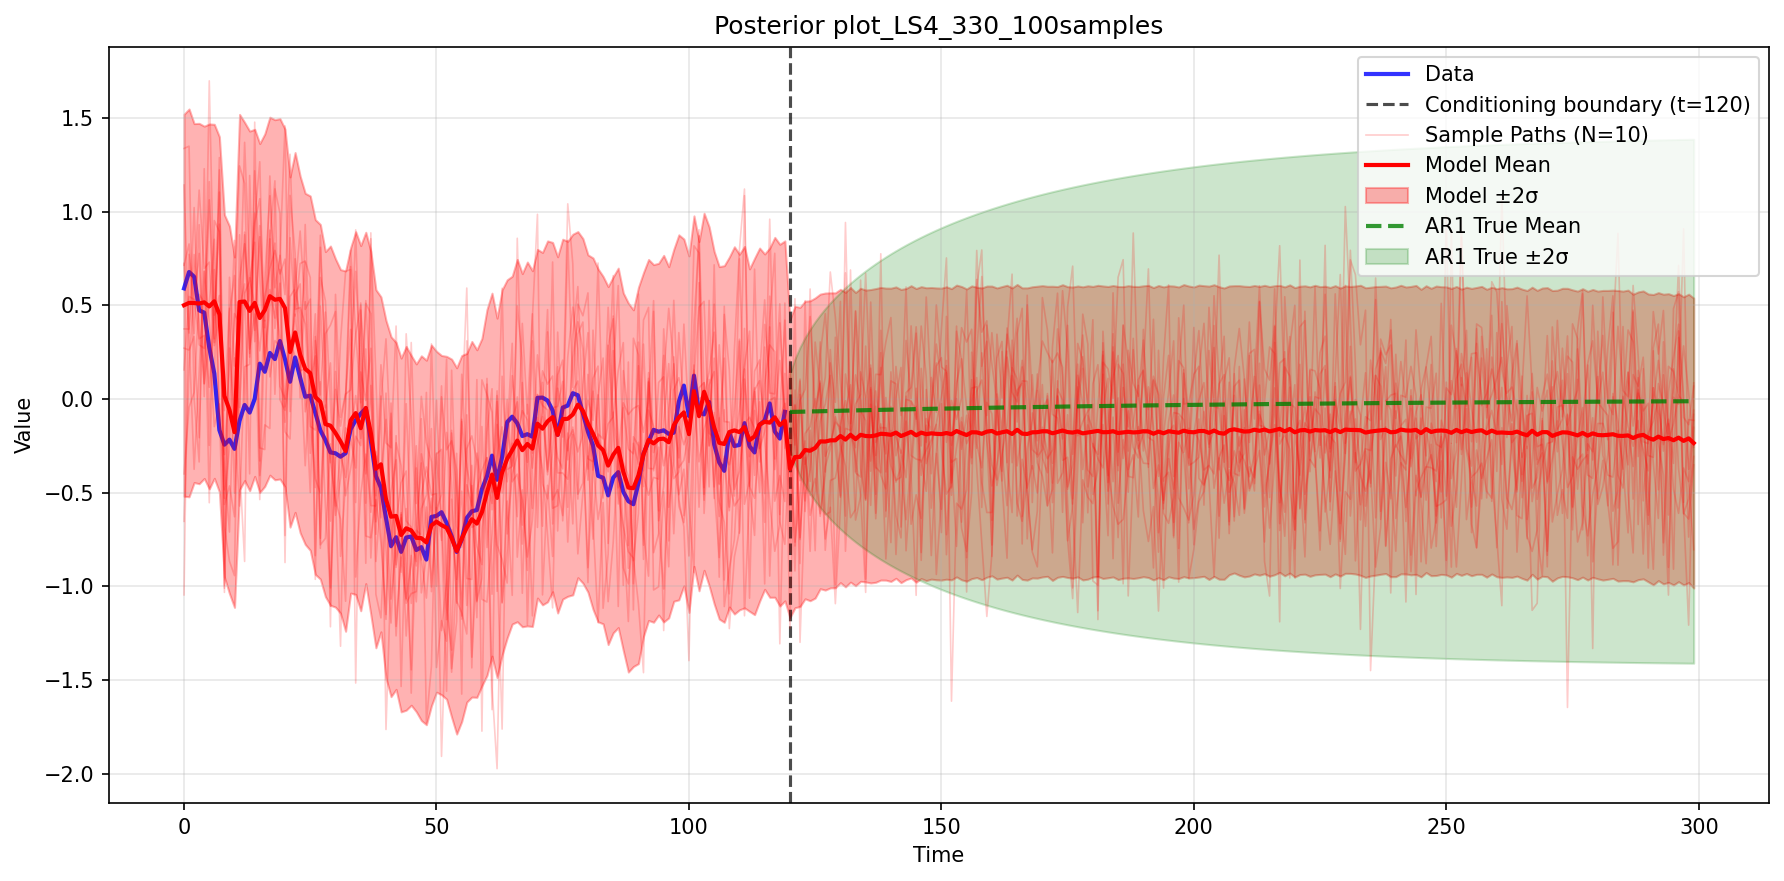 Posterior plot_LS4_330_100samples
Data
Conditioning boundary (t=120)
Sample Paths (N=10)
Model Mean
Model ±2σ
AR1 True Mean
AR1 True ±2σ
Value
1.5
1.0
0.5
0.0
−0.5
−1.0
−1.5
−2.0
0
50
100
150
200
250
300
Time